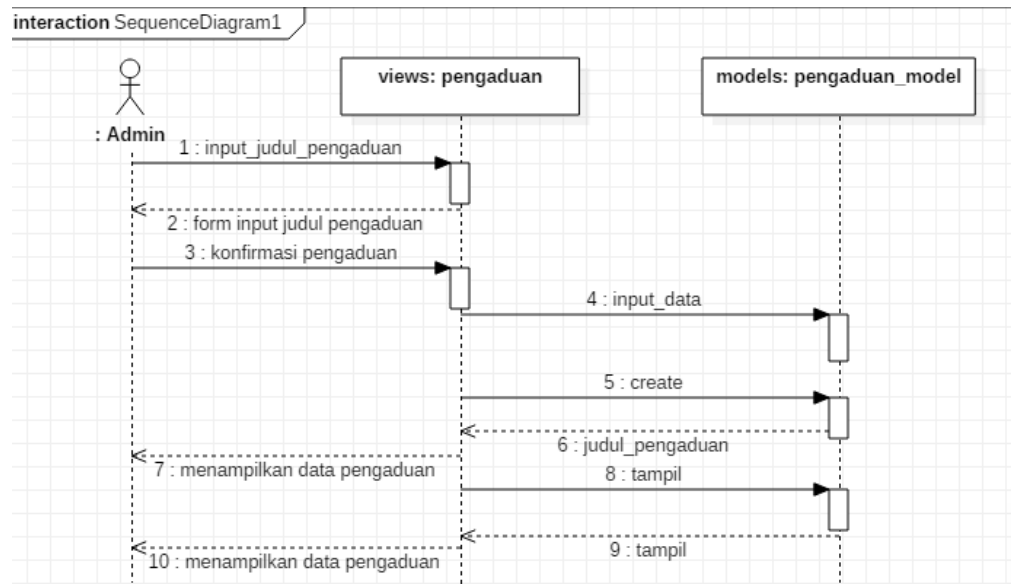 interaction SequenceDiagram1
views: pengaduan
models: pengaduan_model
: Admin
1 : input_judul_pengaduan
2 : form input judul pengaduan
3 : konfirmasi pengaduan
4 : input_data
5 : create
6 : judul_pengaduan
7 : menampilkan data pengaduan
8 : tampil
9 : tampil
10 : menampilkan data pengaduan